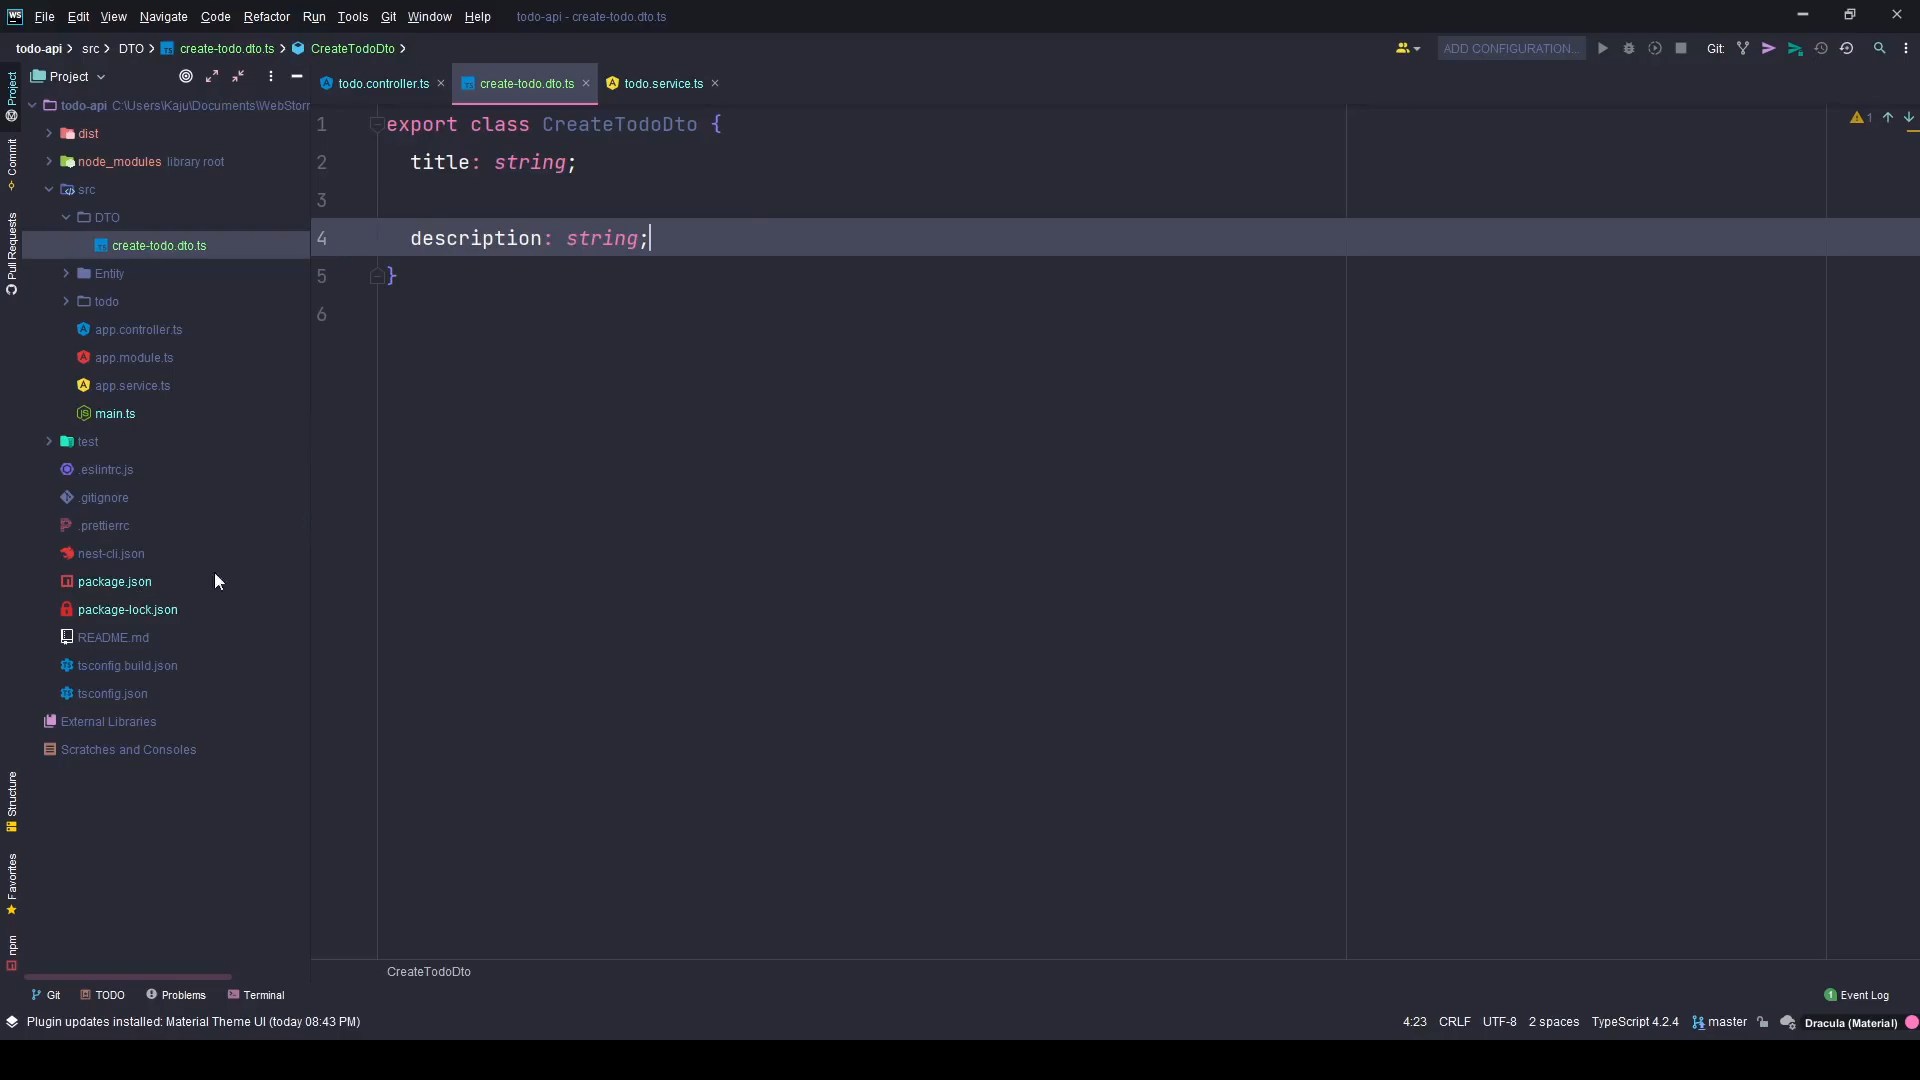 WS File Edit View Navigate Code Refactor Run Tools Git Window Help todo-api - create-todo.dto.ts
todo-api src DTO create-todo.dto.ts CreateTodoDto ADD CONFIGURATION... Git:
Project
todo.controller.ts create-todo.dto.ts todo.service.ts
todo-api C:\Users\Kaju\Documents\WebStorr
dist
node_modules library root
src
DTO
create-todo.dto.ts
Entity
todo
app.controller.ts
app.module.ts
app.service.ts
main.ts
test
.eslintrc.js
.gitignore
.prettierrc
nest-cli.json
package.json
package-lock.json
README.md
tsconfig.build.json
tsconfig.json
External Libraries
Scratches and Consoles
Project
Commit
Pull Requests
Structure
Favorites
npm
1 export class CreateTodoDto {
2 title: string;
3
4 description: string;
5 }
6
1
CreateTodoDto
Git TODO Problems Terminal 1 Event Log
Plugin updates installed: Material Theme UI (today 08:43 PM) 4:23 CRLF UTF-8 2 spaces TypeScript 4.2.4 master Dracula (Material)